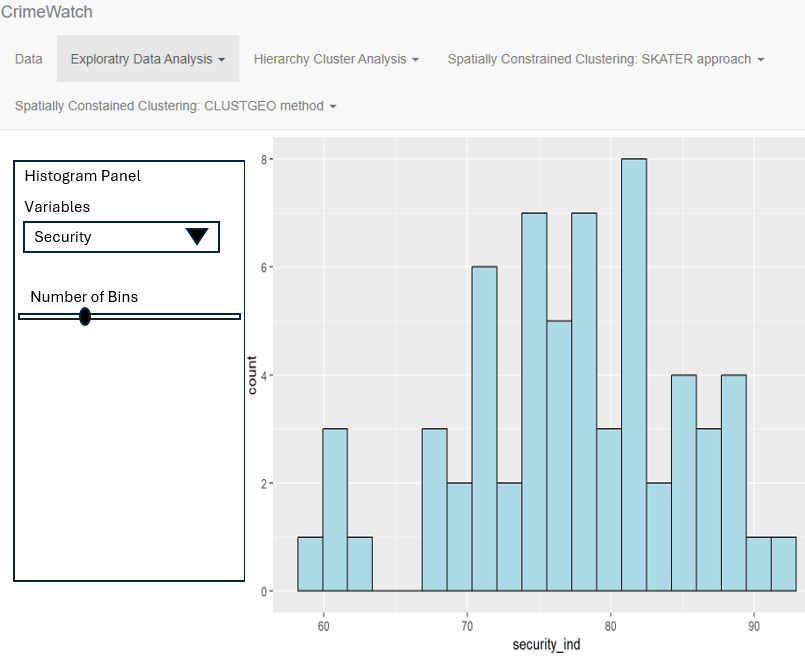 CrimeWatch
Data Exploratry Data Analysis Hierarchy Cluster Analysis Spatially Constrained Clustering: SKATER approach
Spatially Constained Clustering: CLUSTGEO method
Histogram Panel
Variables
Security
Number of Bins
count
8
6
4
2
0
60 70 80 90
security_ind